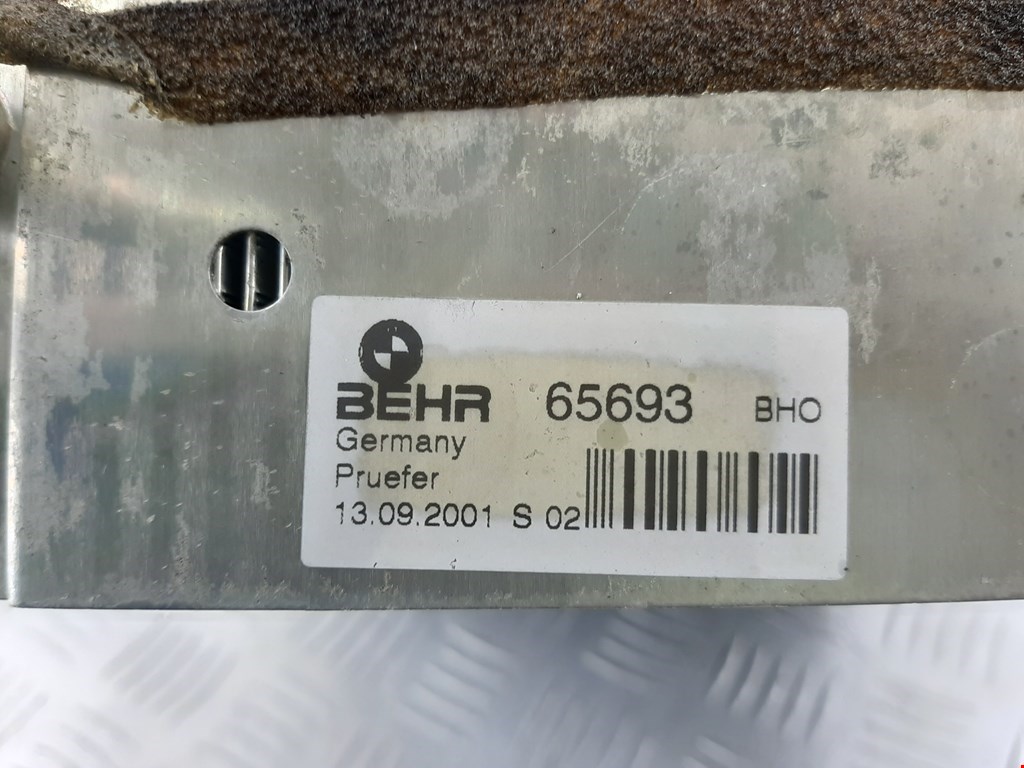 BEHR 65693 BHO
Germany
Pruefer
13.09.2001 S 02